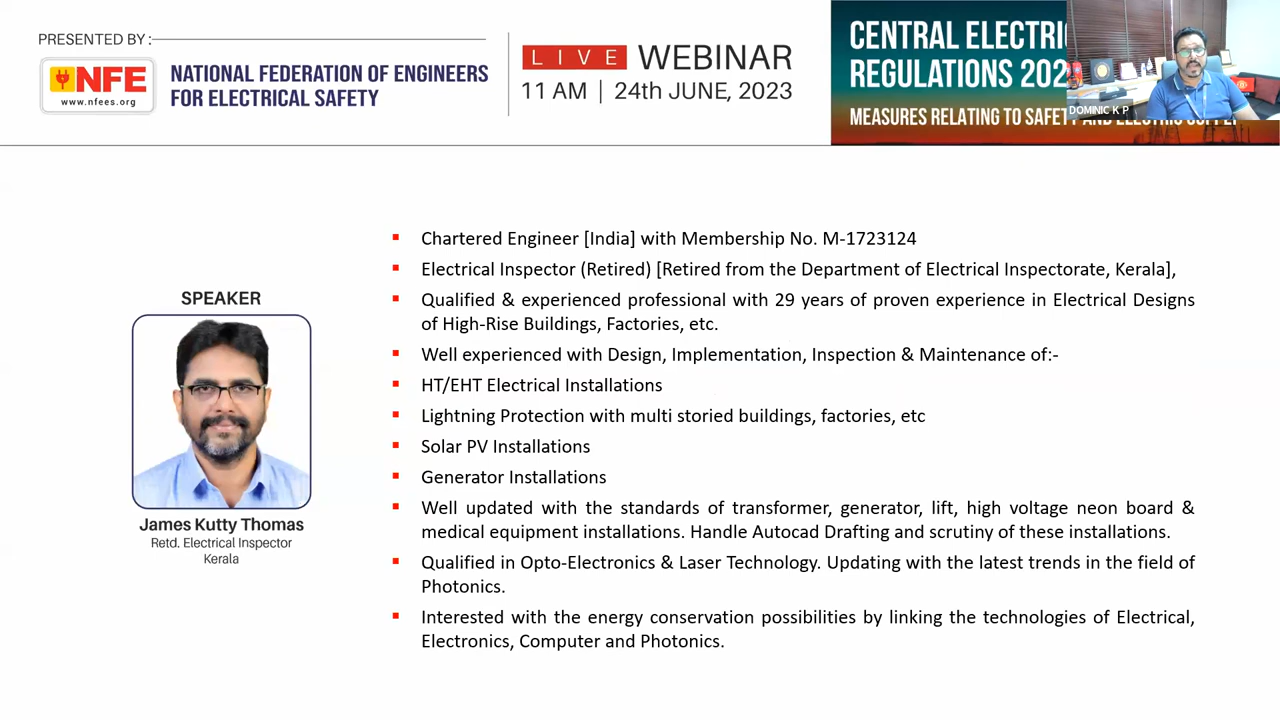 PRESENTED BY :
NFE
www.nfees.org
NATIONAL FEDERATION OF ENGINEERS
FOR ELECTRICAL SAFETY
LIVE WEBINAR
11 AM | 24th JUNE, 2023
CENTRAL ELECTRI
REGULATIONS 202
MEASURES RELATING TO SAFETY AND ELECTRIC SUPPLY
DOMINIC K P
SPEAKER
James Kutty Thomas
Retd. Electrical Inspector
Kerala
▪ Chartered Engineer [India] with Membership No. M-1723124
▪ Electrical Inspector (Retired) [Retired from the Department of Electrical Inspectorate, Kerala],
▪ Qualified & experienced professional with 29 years of proven experience in Electrical Designs
of High-Rise Buildings, Factories, etc.
▪ Well experienced with Design, Implementation, Inspection & Maintenance of:-
▪ HT/EHT Electrical Installations
▪ Lightning Protection with multi storied buildings, factories, etc
▪ Solar PV Installations
▪ Generator Installations
▪ Well updated with the standards of transformer, generator, lift, high voltage neon board &
medical equipment installations. Handle Autocad Drafting and scrutiny of these installations.
▪ Qualified in Opto-Electronics & Laser Technology. Updating with the latest trends in the field of
Photonics.
▪ Interested with the energy conservation possibilities by linking the technologies of Electrical,
Electronics, Computer and Photonics.